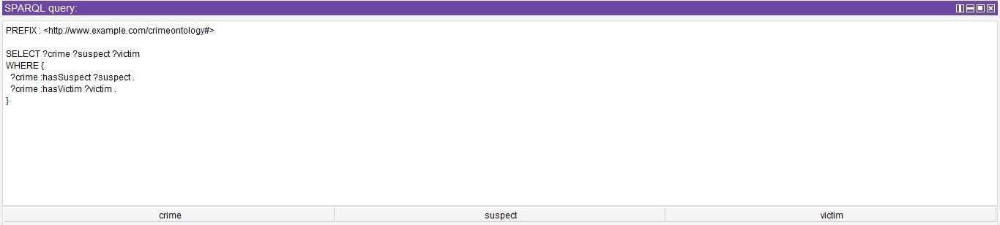 SPARQL query:
PREFIX : <http://www.example.com/crimeontology#>
SELECT ?crime ?suspect ?victim
WHERE {
?crime :hasSuspect ?suspect .
?crime :hasVictim ?victim .
}
crime suspect victim